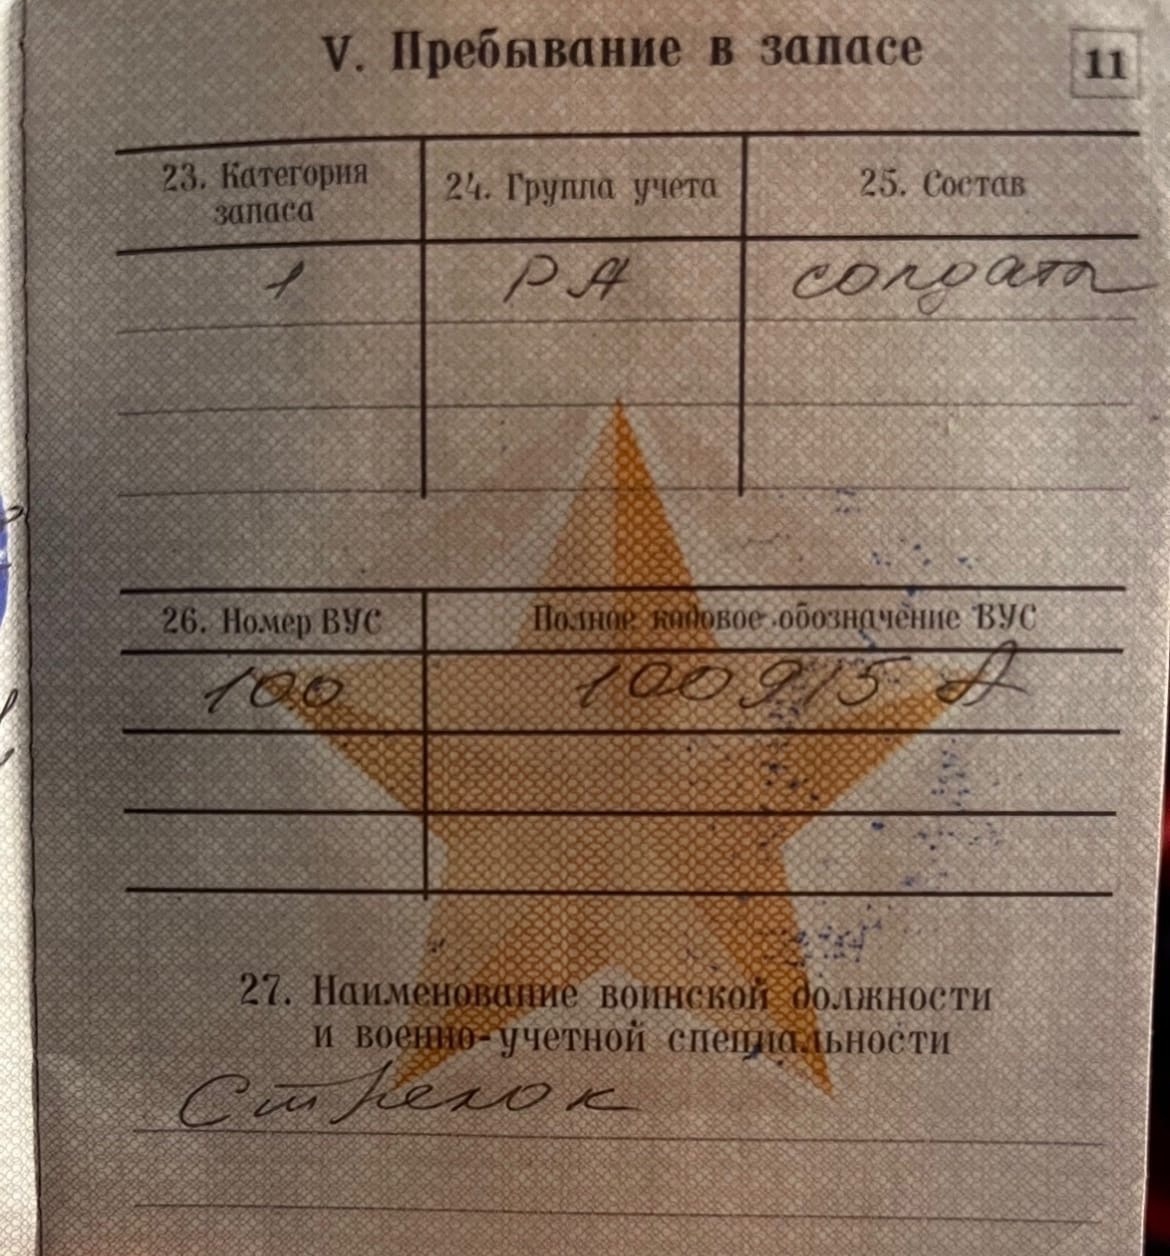 V. Пребывание в запасе
11
23. Категория запаса
24. Группа учета
25. Состав
1
РА
солдаты
26. Номер ВУС
Полное кодовое обозначение ВУС
100
100915 А
27. Наименование воинской должности
и военно-учетной специальности
Стрелок